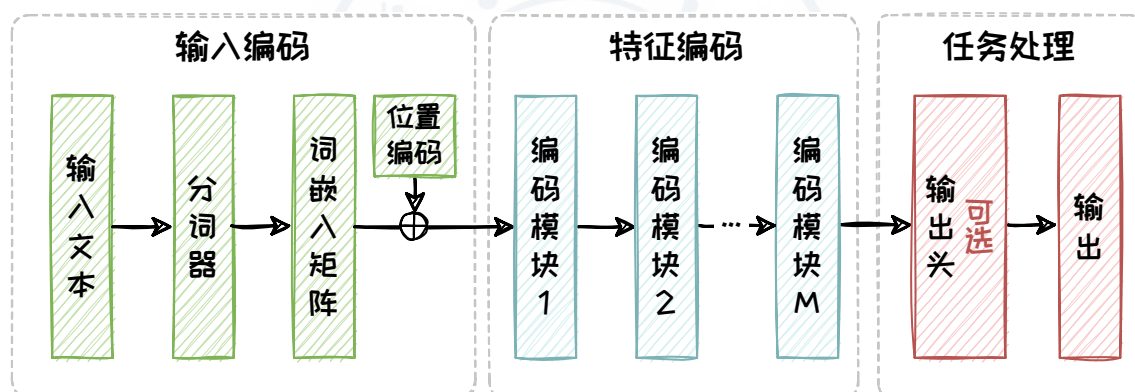 输入编码
输入文本
分词器
词嵌入矩阵
位置
编码
特征编码
编码模块1
编码模块2
...
编码模块M
任务处理
输出头
可选
输出